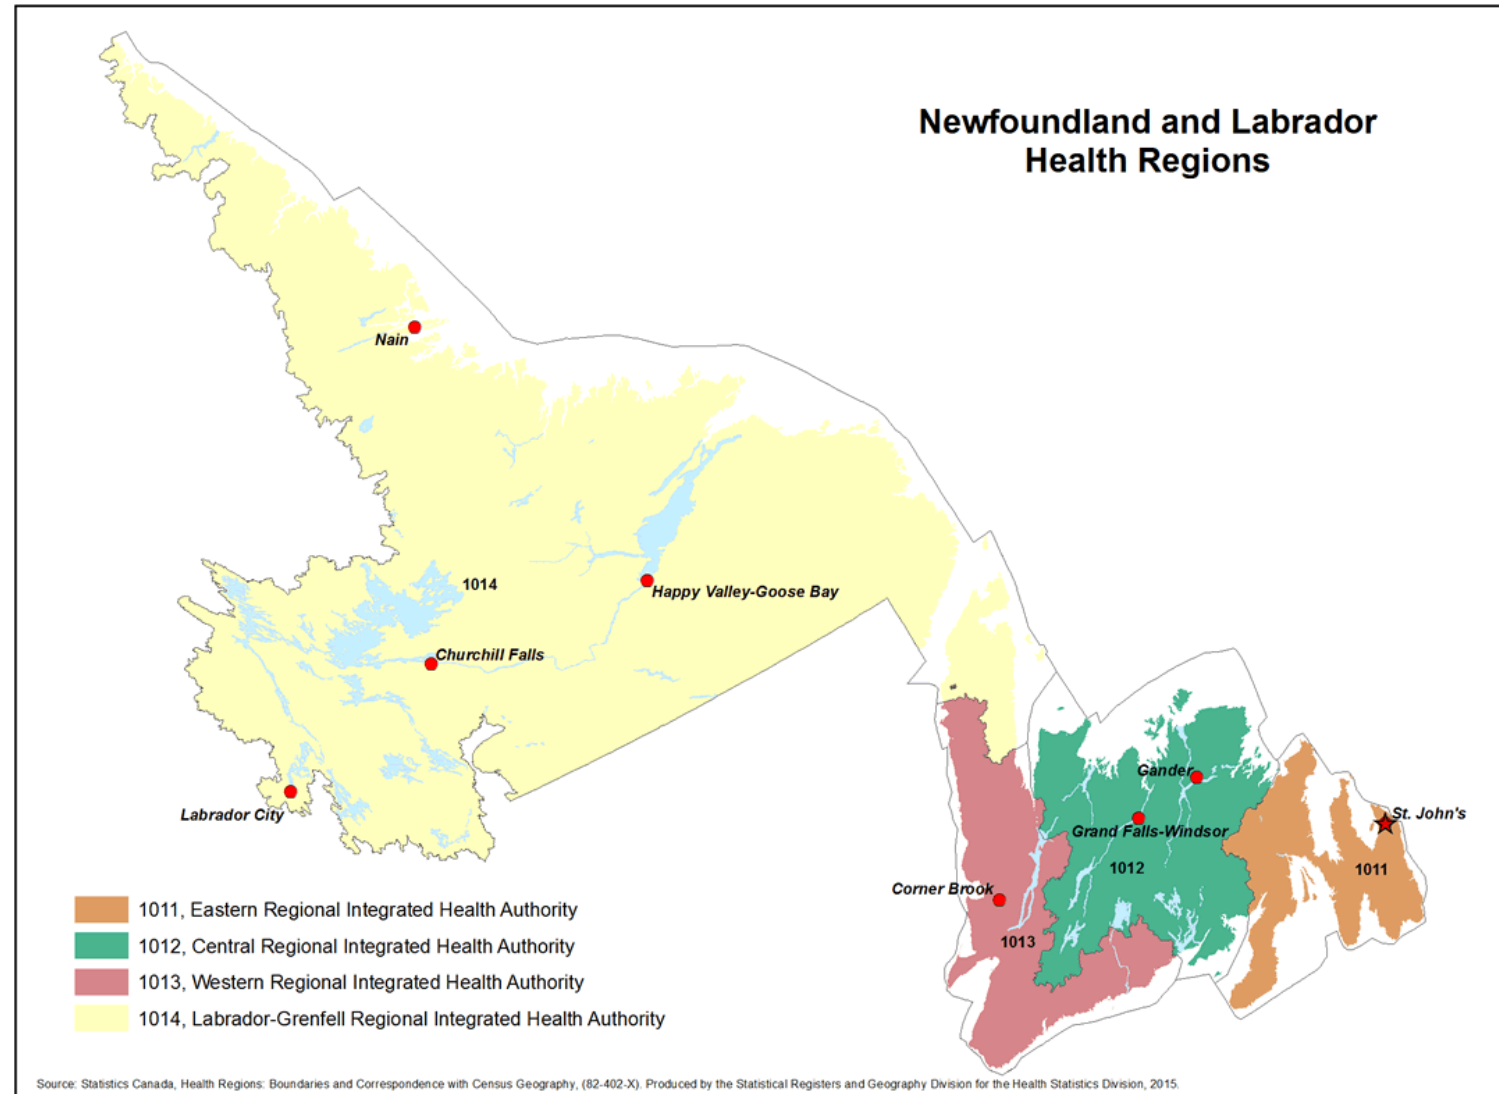 Newfoundland and Labrador
Health Regions
Nain
1014
Happy Valley-Goose Bay
Churchill Falls
Labrador City
Gander
St. John's
Grand Falls-Windsor
1012
1011
Corner Brook
1013
1011, Eastern Regional Integrated Health Authority
1012, Central Regional Integrated Health Authority
1013, Western Regional Integrated Health Authority
1014, Labrador-Grenfell Regional Integrated Health Authority
Source: Statistics Canada, Health Regions: Boundaries and Correspondence with Census Geography, (82-402-X). Produced by the Statistical Registers and Geography Division for the Health Statistics Division, 2015.